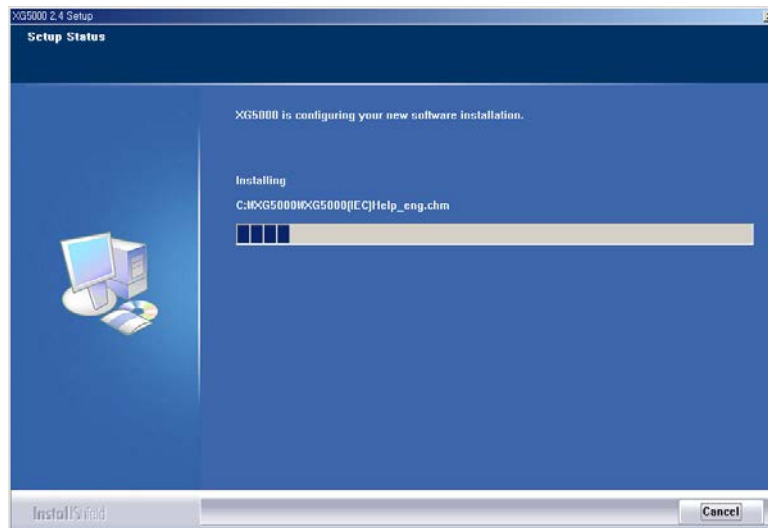 XG5000 2.4 Setup
Setup Status
XG5000 is configuring your new software installation.
Installing
C:₩XG5000₩XG5000(IEC)Help_eng.chm
InstallShield
Cancel